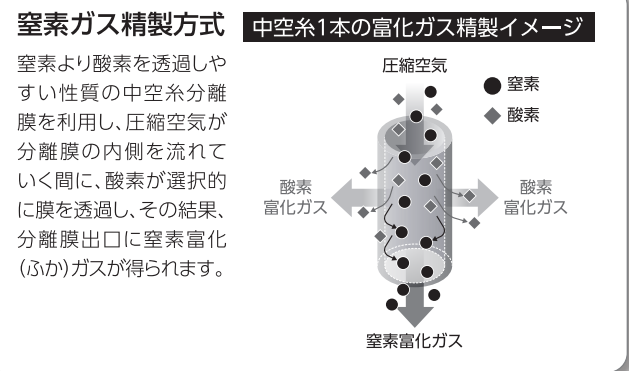 窒素ガス精製方式
窒素より酸素を透過しや
すい性質の中空糸分離
膜を利用し、圧縮空気が
分離膜の内側を流れて
いく間に、酸素が選択的
に膜を透過し、その結果、
分離膜出口に窒素富化
(ふか)ガスが得られます。
中空糸1本の富化ガス精製イメージ
圧縮空気
窒素
酸素
酸素
富化ガス
酸素
富化ガス
窒素富化ガス